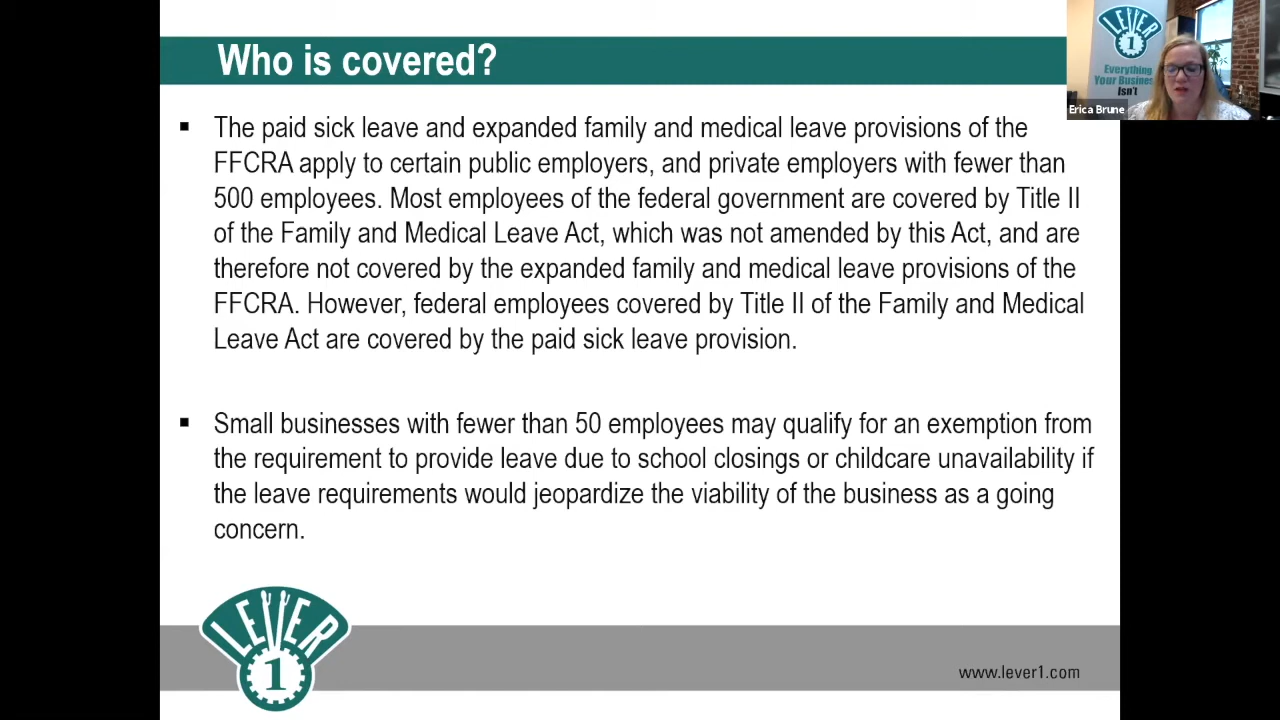 Who is covered?
▪ The paid sick leave and expanded family and medical leave provisions of the
FFCRA apply to certain public employers, and private employers with fewer than
500 employees. Most employees of the federal government are covered by Title II
of the Family and Medical Leave Act, which was not amended by this Act, and are
therefore not covered by the expanded family and medical leave provisions of the
FFCRA. However, federal employees covered by Title II of the Family and Medical
Leave Act are covered by the paid sick leave provision.
▪ Small businesses with fewer than 50 employees may qualify for an exemption from
the requirement to provide leave due to school closings or childcare unavailability if
the leave requirements would jeopardize the viability of the business as a going
concern.
LEVER
1
www.lever1.com
LEVER
1
Everything
Your Business
Isn't
Erica Brune